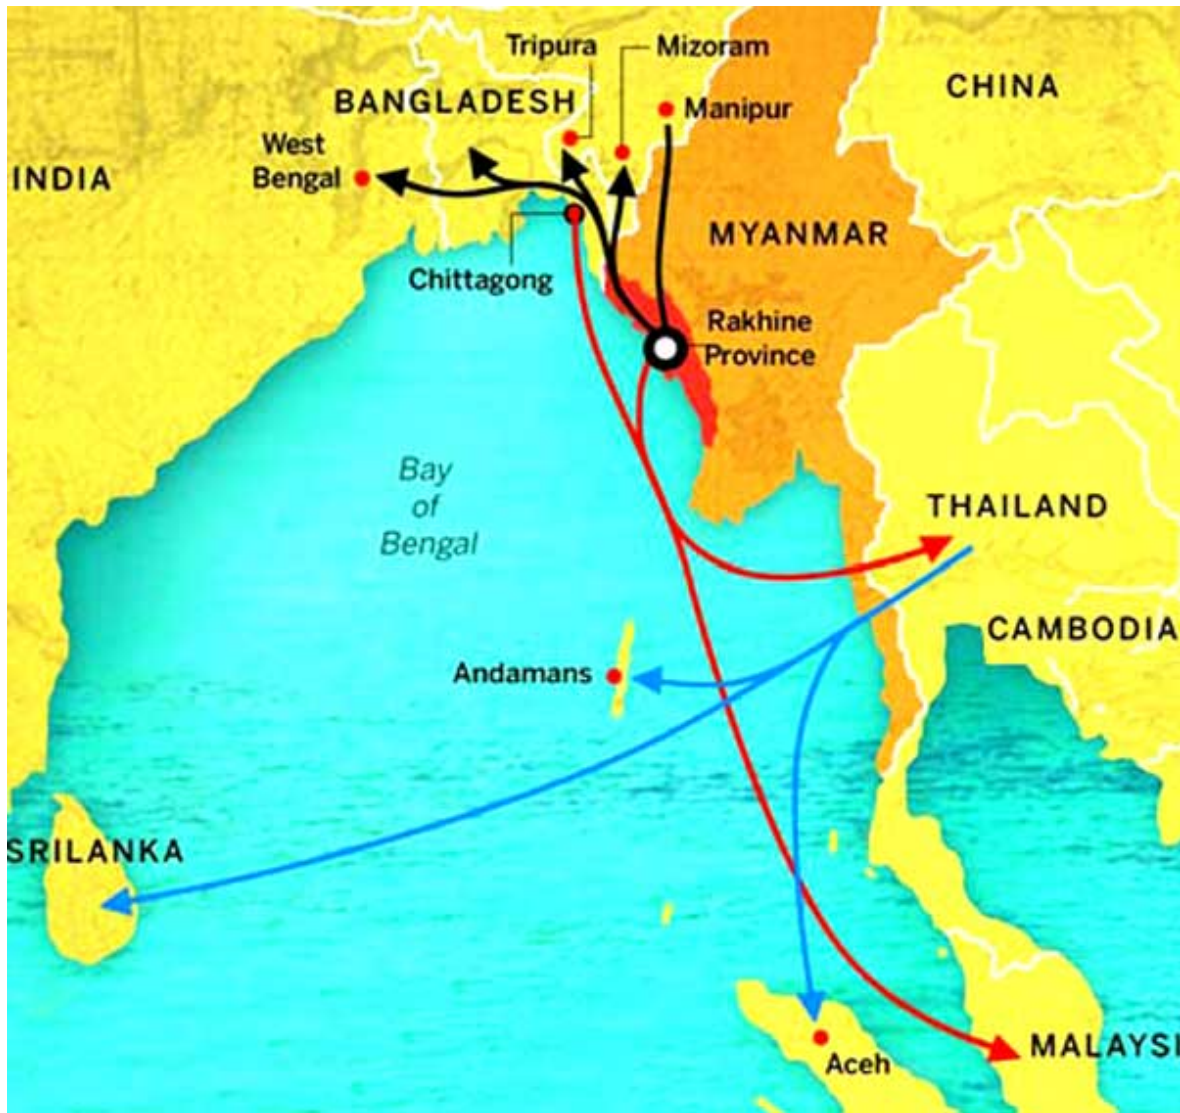 Tripura
Mizoram
BANGLADESH
CHINA
Manipur
West
Bengal
INDIA
MYANMAR
Chittagong
Rakhine
Province
Bay
of
Bengal
THAILAND
CAMBODIA
Andamans
SRILANKA
MALAYSI
Aceh